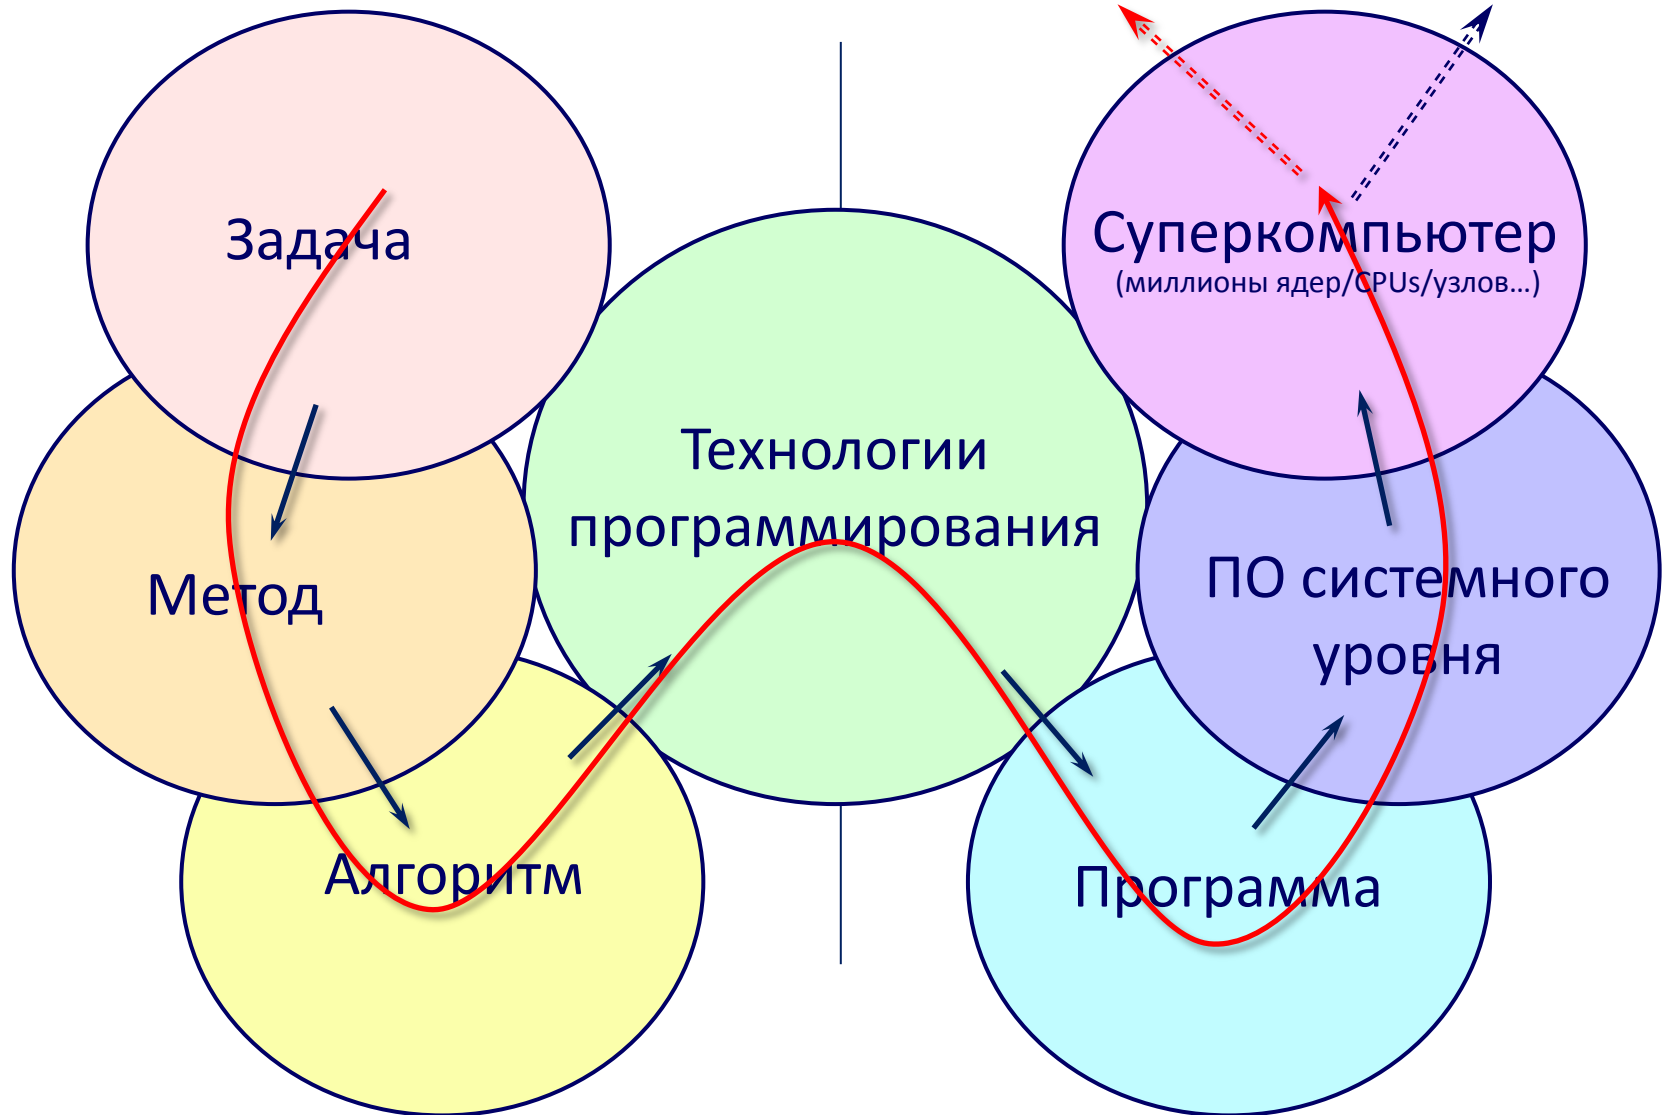 Задача
Метод
Алгоритм
Технологии
программирования
Программа
ПО системного
уровня
Суперкомпьютер
(миллионы ядер/CPUs/узлов...)